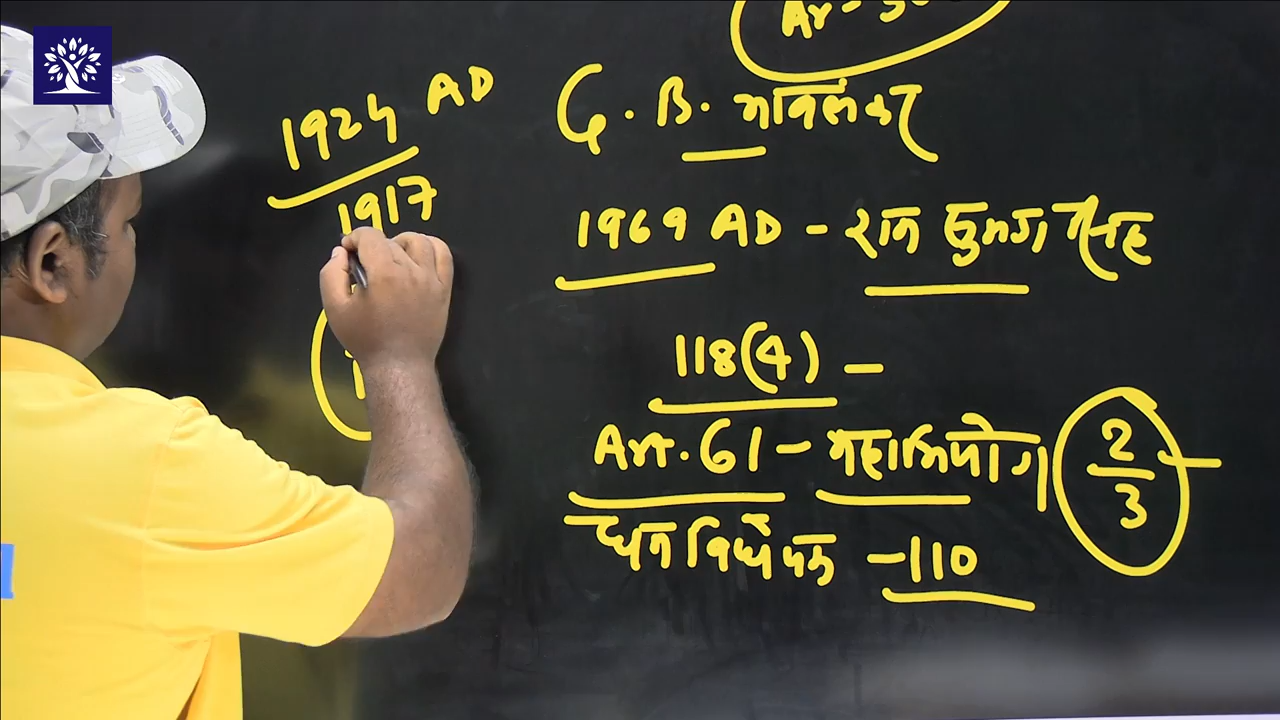 1924 AD
1917
G. B. मावलंकर
1969 AD - राम सुभग सिंह
118(4) -
Art. 61 - महाभियोग 2/3
धन विधेयक - 110